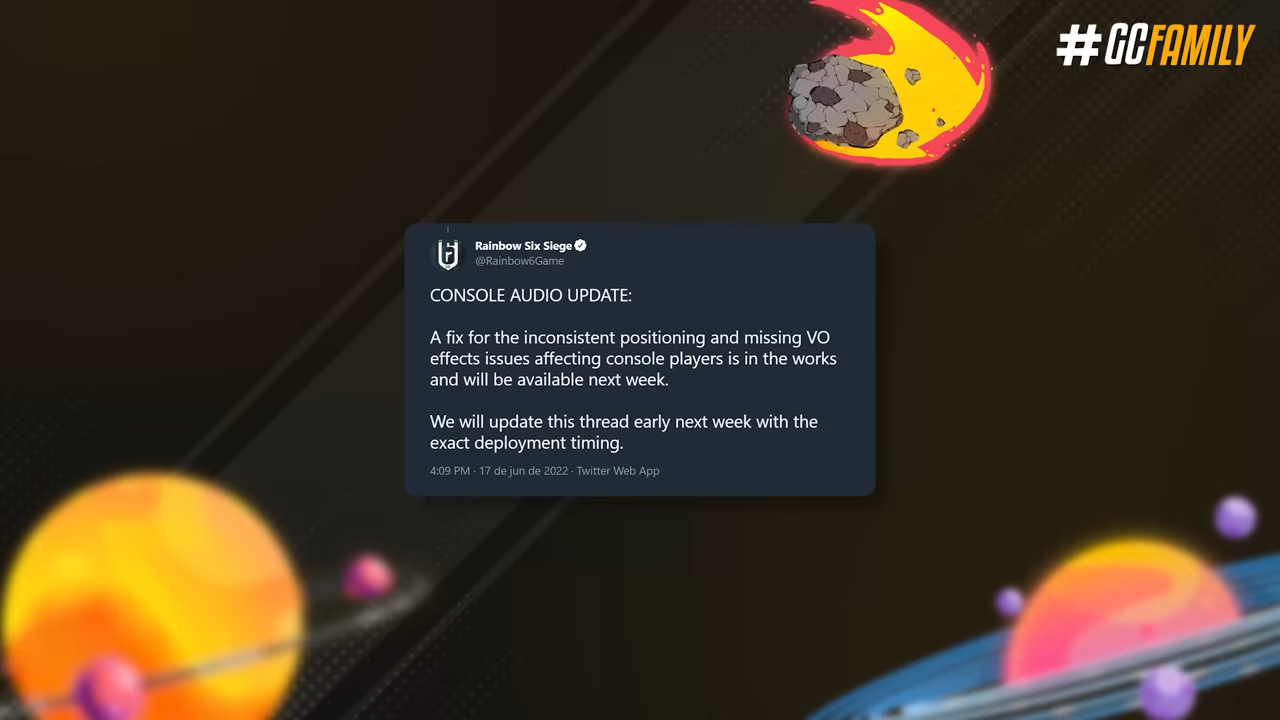 #GCFAMILY
Rainbow Six Siege
@Rainbow6Game
CONSOLE AUDIO UPDATE:
A fix for the inconsistent positioning and missing VO
effects issues affecting console players is in the works
and will be available next week.
We will update this thread early next week with the
exact deployment timing.
4:09 PM · 17 de jun de 2022 · Twitter Web App